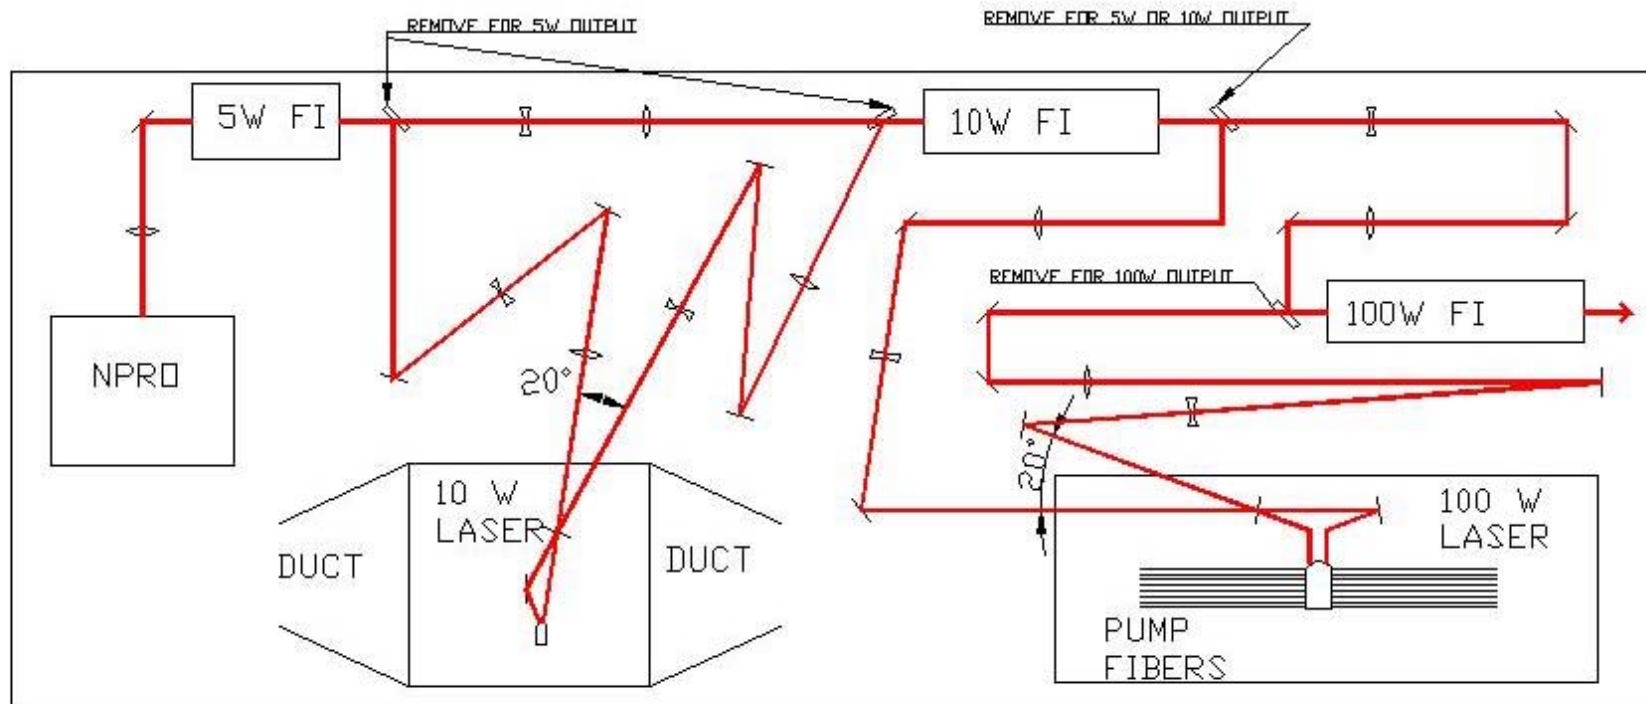 REMOVE FOR 5W OUTPUT
REMOVE FOR 5W OR 10W OUTPUT
5W FI
10W FI
REMOVE FOR 100W OUTPUT
100W FI
NPRO
20°
20°
10 W
LASER
100 W
LASER
DUCT
DUCT
PUMP
FIBERS